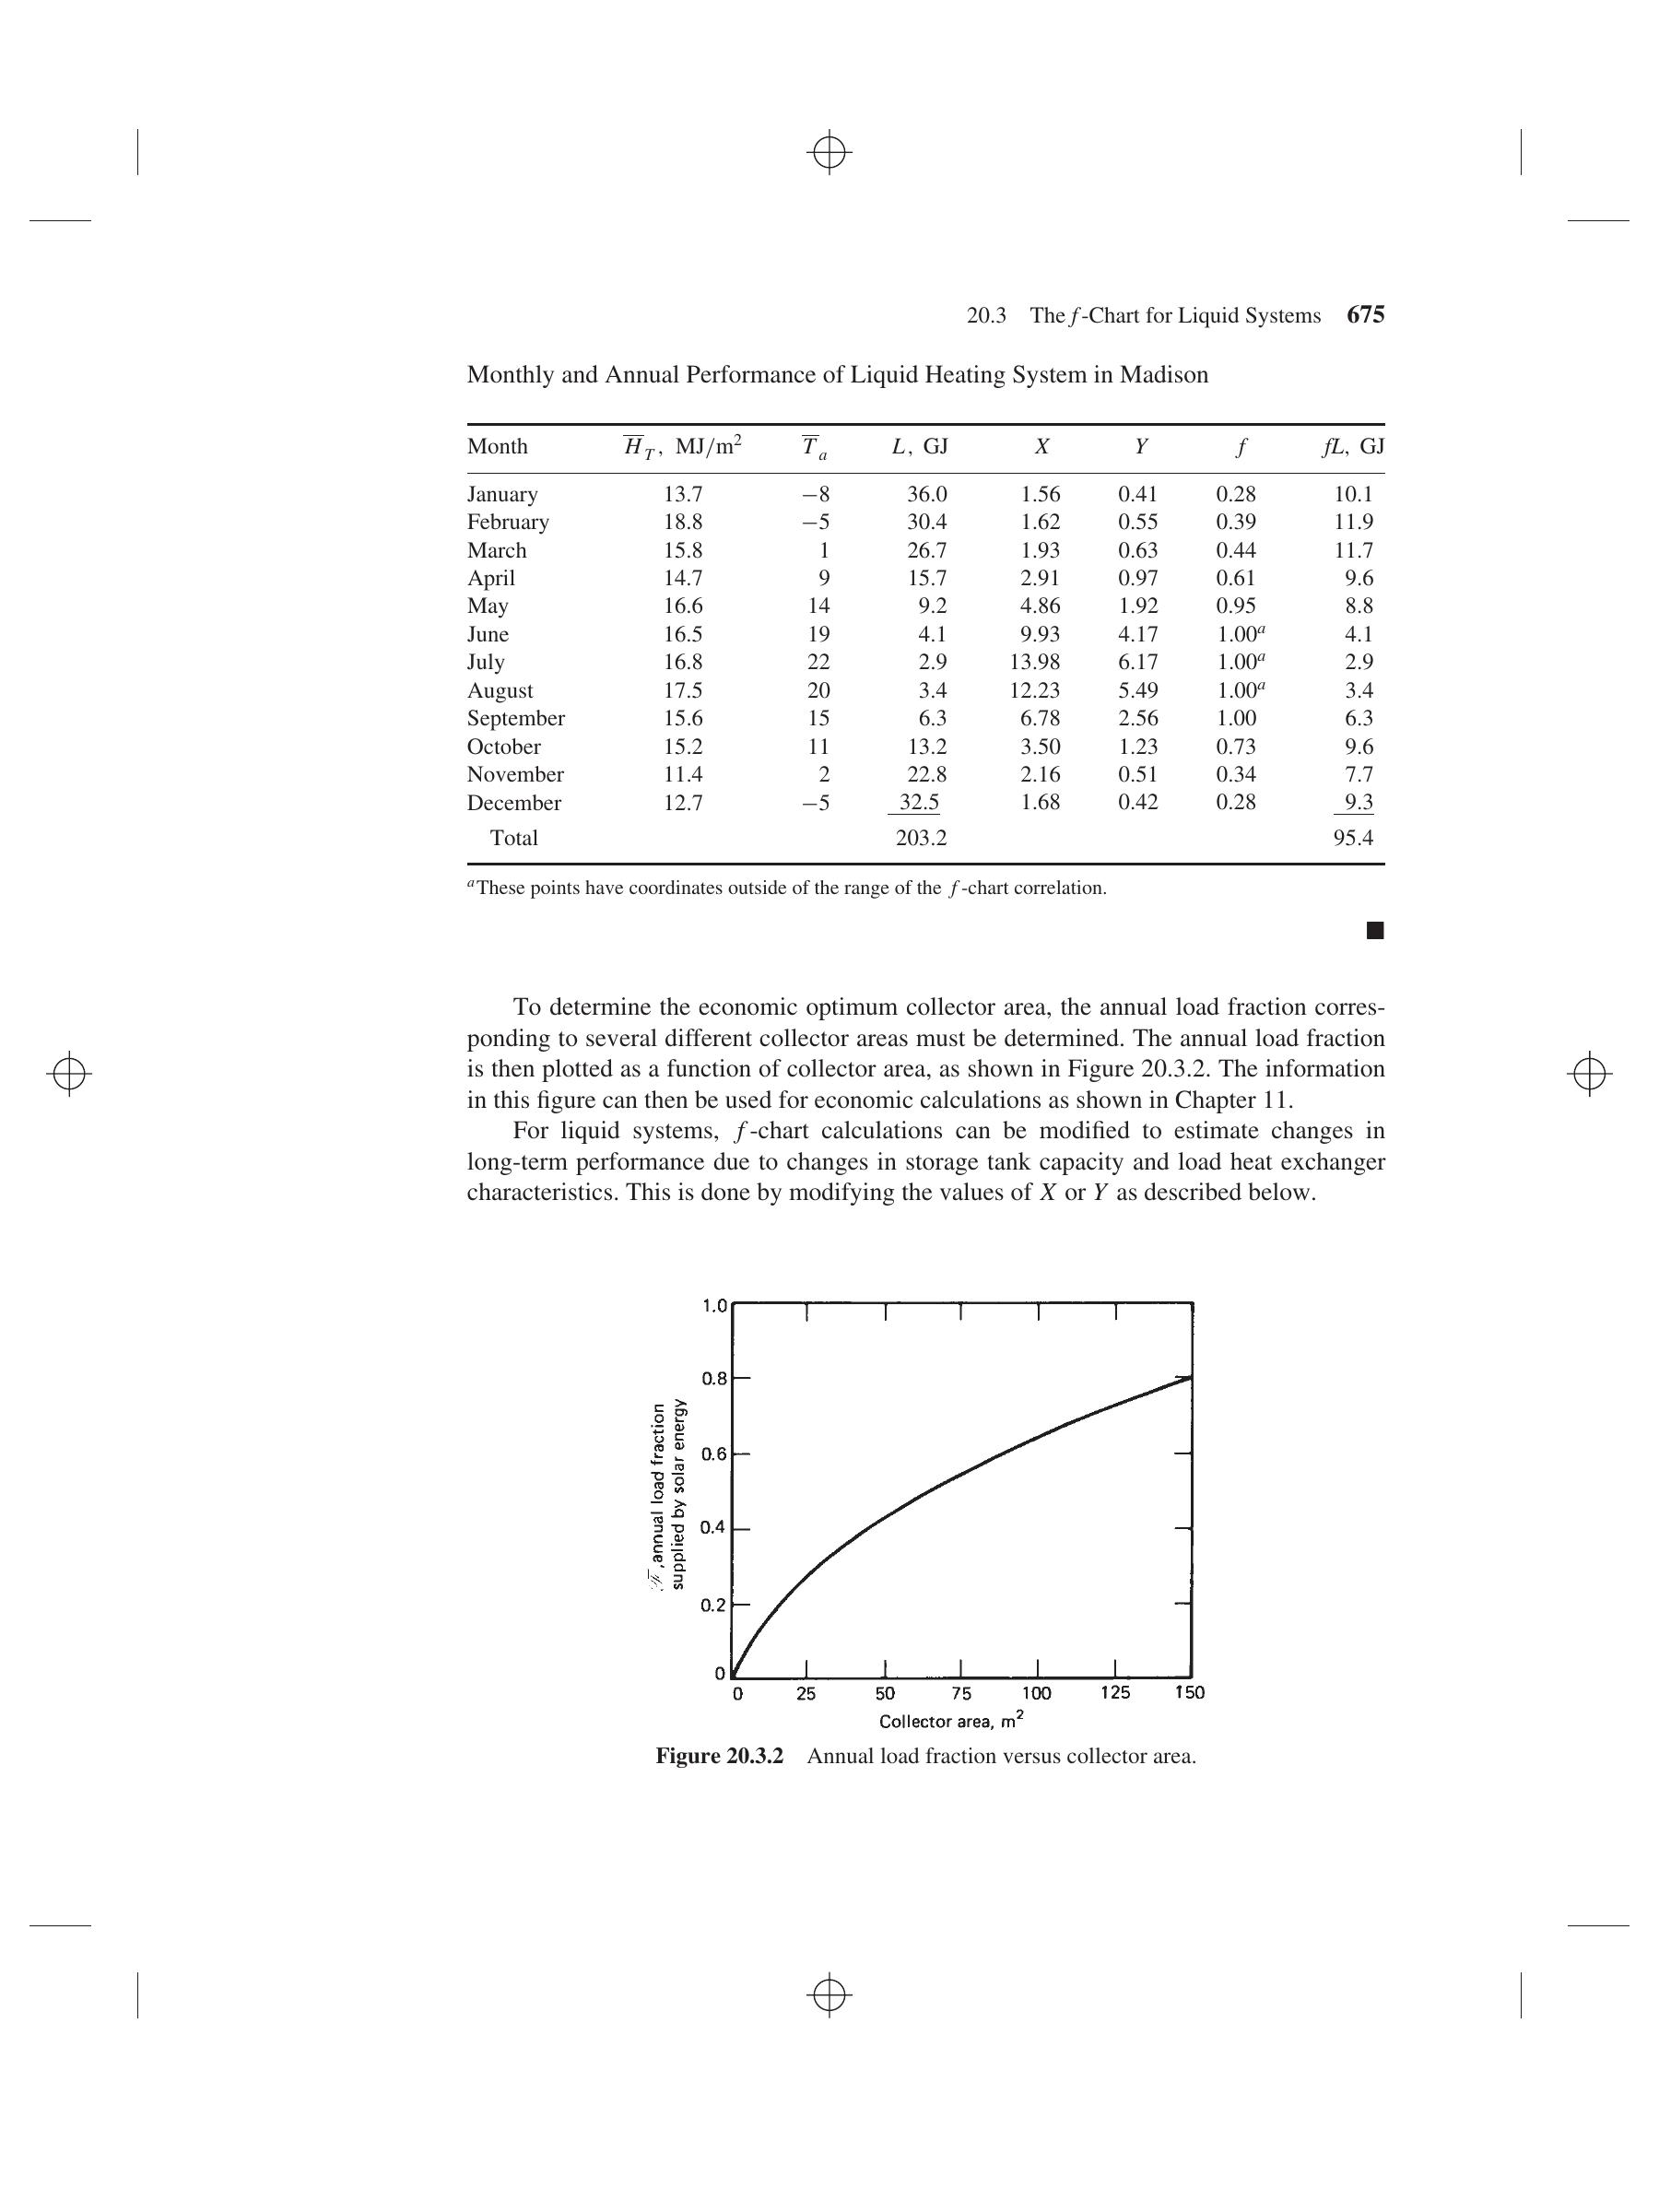 20.3 The f-Chart for Liquid Systems 675
Monthly and Annual Performance of Liquid Heating System in Madison
Month H̅T, MJ/m² T̅a L, GJ X Y f fL, GJ
January 13.7 −8 36.0 1.56 0.41 0.28 10.1
February 18.8 −5 30.4 1.62 0.55 0.39 11.9
March 15.8 1 26.7 1.93 0.63 0.44 11.7
April 14.7 9 15.7 2.91 0.97 0.61 9.6
May 16.6 14 9.2 4.86 1.92 0.95 8.8
June 16.5 19 4.1 9.93 4.17 1.00a 4.1
July 16.8 22 2.9 13.98 6.17 1.00a 2.9
August 17.5 20 3.4 12.23 5.49 1.00a 3.4
September 15.6 15 6.3 6.78 2.56 1.00 6.3
October 15.2 11 13.2 3.50 1.23 0.73 9.6
November 11.4 2 22.8 2.16 0.51 0.34 7.7
December 12.7 −5 32.5 1.68 0.42 0.28 9.3
Total 203.2 95.4
aThese points have coordinates outside of the range of the f-chart correlation.
To determine the economic optimum collector area, the annual load fraction corres-
ponding to several different collector areas must be determined. The annual load fraction
is then plotted as a function of collector area, as shown in Figure 20.3.2. The information
in this figure can then be used for economic calculations as shown in Chapter 11.
For liquid systems, f-chart calculations can be modified to estimate changes in
long-term performance due to changes in storage tank capacity and load heat exchanger
characteristics. This is done by modifying the values of X or Y as described below.
ℱ̅, annual load fraction
supplied by solar energy
1.0
0.8
0.6
0.4
0.2
0
0 25 50 75 100 125 150
Collector area, m²
Figure 20.3.2 Annual load fraction versus collector area.